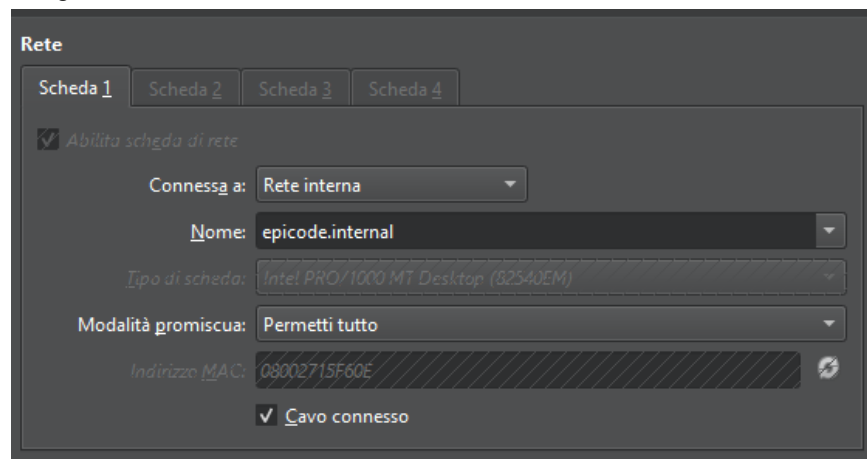 Rete
Scheda 1 Scheda 2 Scheda 3 Scheda 4
Abilita scheda di rete
Connessa a: Rete interna
Nome: epicode.internal
Tipo di scheda: Intel PRO/1000 MT Desktop (82540EM)
Modalità promiscua: Permetti tutto
Indirizzo MAC: 08002715F60E
Cavo connesso